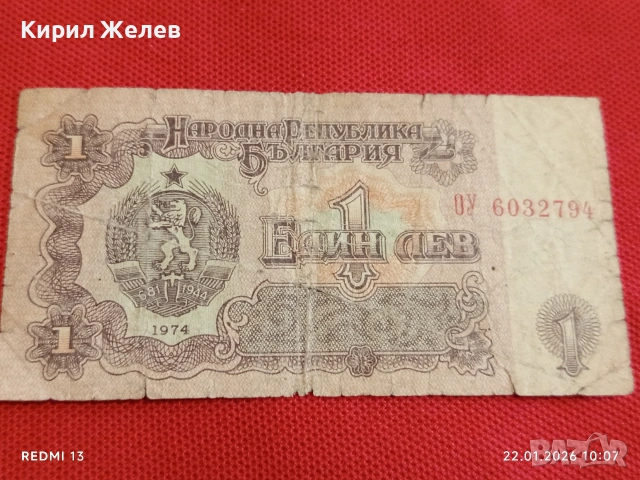 Кирил Желев
1
НАРОДНА РЕПУБЛИКА
БЪЛГАРИЯ
1
ОУ 6032794
ЕДИН ЛЕВ
681 1944
1974
1
1
REDMI 13
22.01.2026 10:07
BAZAR